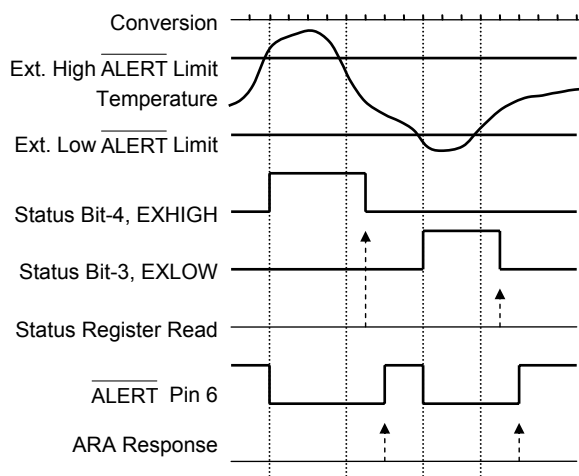 Conversion
Ext. High ALERT Limit
Temperature
Ext. Low ALERT Limit
Status Bit-4, EXHIGH
Status Bit-3, EXLOW
Status Register Read
ALERT Pin 6
ARA Response